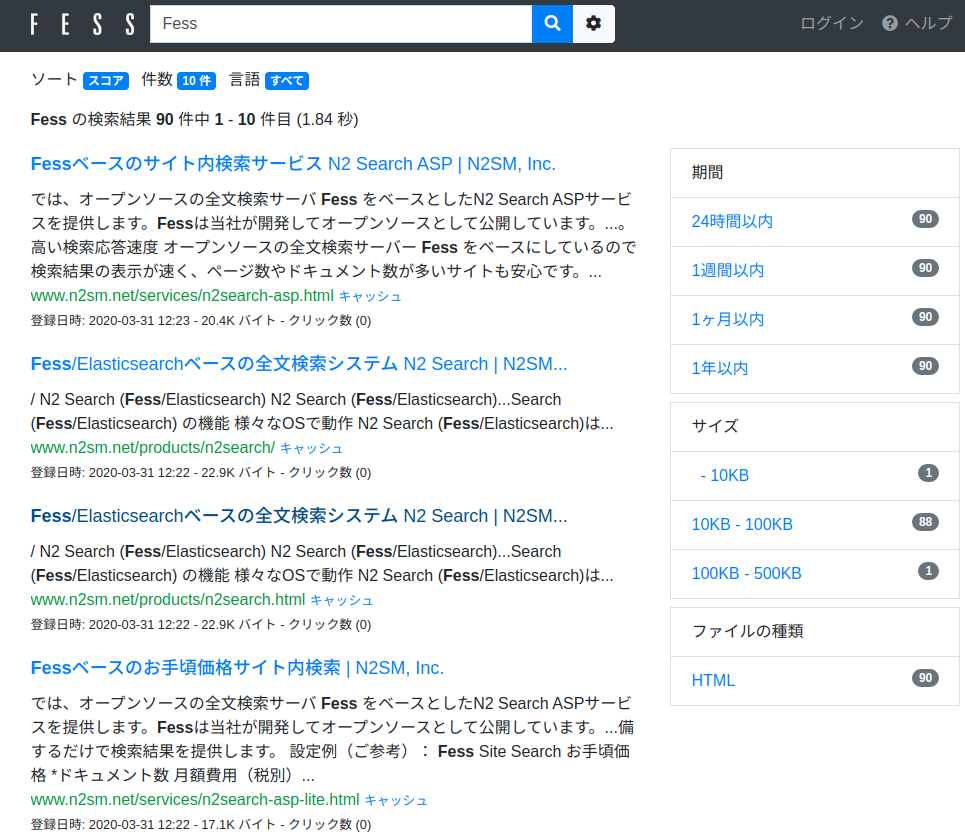 FESS
Fess
ログイン ヘルプ
ソート スコア 件数 10 件 言語 すべて
Fess の検索結果 90 件中 1 - 10 件目 (1.84 秒)
Fessベースのサイト内検索サービス N2 Search ASP | N2SM, Inc.
では、オープンソースの全文検索サーバ Fess をベースとしたN2 Search ASPサービ
スを提供します。Fessは当社が開発してオープンソースとして公開しています。...。
高い検索応答速度 オープンソースの全文検索サーバー Fess をベースにしているので
検索結果の表示が速く、ページ数やドキュメント数が多いサイトも安心です。...
www.n2sm.net/services/n2search-asp.html キャッシュ
登録日時: 2020-03-31 12:23 - 20.4K バイト - クリック数 (0)
Fess/Elasticsearchベースの全文検索システム N2 Search | N2SM...
/ N2 Search (Fess/Elasticsearch) N2 Search (Fess/Elasticsearch)...Search
(Fess/Elasticsearch) の機能 様々なOSで動作 N2 Search (Fess/Elasticsearch)は...
www.n2sm.net/products/n2search/ キャッシュ
登録日時: 2020-03-31 12:22 - 22.9K バイト - クリック数 (0)
Fess/Elasticsearchベースの全文検索システム N2 Search | N2SM...
/ N2 Search (Fess/Elasticsearch) N2 Search (Fess/Elasticsearch)...Search
(Fess/Elasticsearch) の機能 様々なOSで動作 N2 Search (Fess/Elasticsearch)は...
www.n2sm.net/products/n2search.html キャッシュ
登録日時: 2020-03-31 12:22 - 22.9K バイト - クリック数 (0)
Fessベースのお手頃価格サイト内検索 | N2SM, Inc.
では、オープンソースの全文検索サーバ Fess をベースとしたN2 Search ASPサービ
スを提供します。Fessは当社が開発してオープンソースとして公開しています。...備
するだけで検索結果を提供します。 設定例（ご参考）： Fess Site Search お手頃価
格 *ドキュメント数 月額費用（税別）...
www.n2sm.net/services/n2search-asp-lite.html キャッシュ
登録日時: 2020-03-31 12:22 - 17.1K バイト - クリック数 (0)
期間
24時間以内 90
1週間以内 90
1ヶ月以内 90
1年以内 90
サイズ
- 10KB 1
10KB - 100KB 88
100KB - 500KB 1
ファイルの種類
HTML 90